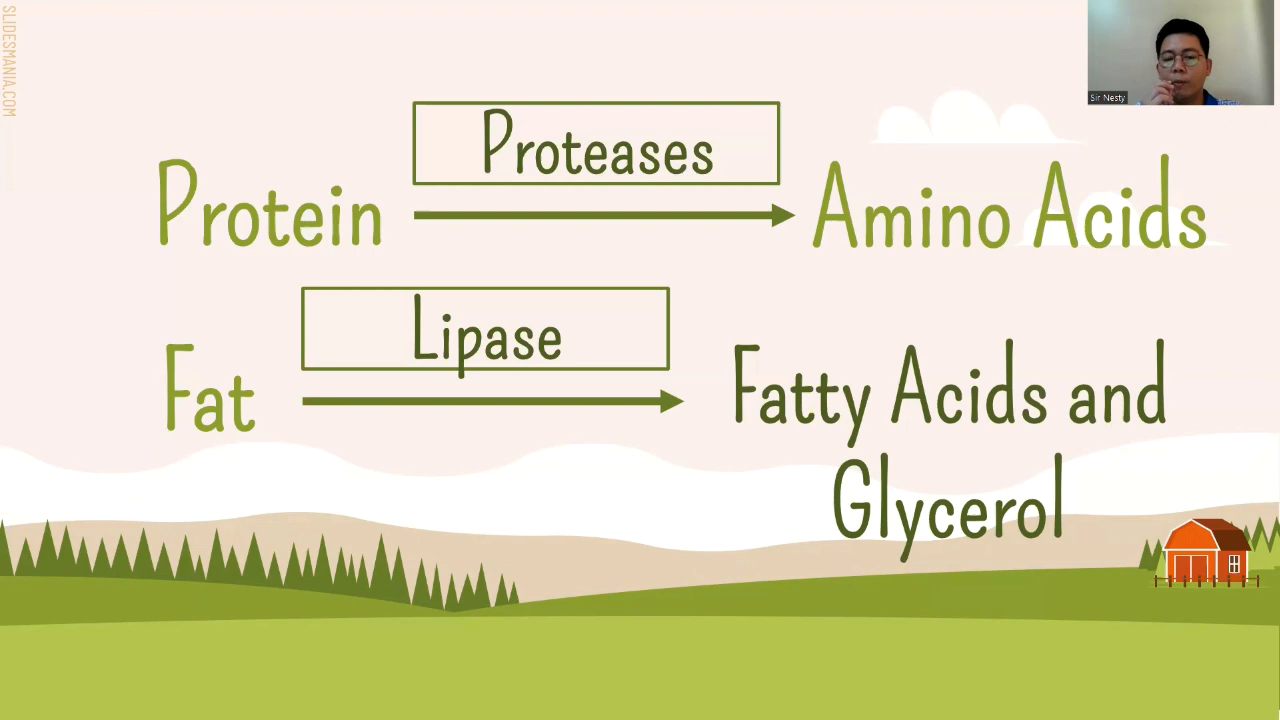 SLIDESMANIA.COM
Sir Nesty
Proteases
Protein
Amino Acids
Lipase
Fat
Fatty Acids and
Glycerol